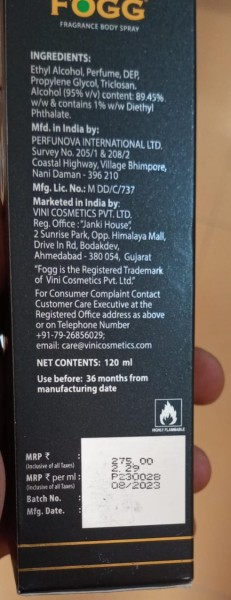 FOGG
FRAGRANCE BODY SPRAY
INGREDIENTS:
Ethyl Alcohol, Perfume, DEP,
Propylene Glycol, Triclosan.
Alcohol (95% v/v) content: 89.45%
w/w & contains 1% w/w Diethyl
Phthalate.
Mfd. in India by:
PERFUNOVA INTERNATIONAL LTD.
Survey No. 205/1 & 208/2
Coastal Highway, Village Bhimpore,
Nani Daman - 396 210
Mfg. Lic. No.: M DD/C/737
Marketed in India by:
VINI COSMETICS PVT. LTD.
Reg. Office : "Janki House",
2 Sunrise Park, Opp. Himalaya Mall,
Drive In Rd, Bodakdev,
Ahmedabad - 380 054, Gujarat
"Fogg is the Registered Trademark
of Vini Cosmetics Pvt. Ltd."
For Consumer Complaint Contact
Customer Care Executive at the
Registered Office address as above
or on Telephone Number
+91-79-26856029;
email: care@vinicosmetics.com
NET CONTENTS: 120 ml
Use before: 36 months from
manufacturing date
HIGHLY FLAMMABLE
MRP ₹ : 275.00
(Inclusive of all Taxes)
MRP ₹ per ml : 2.29
(Inclusive of all Taxes)
Batch No. : P230028
Mfg. Date. : 08/2023